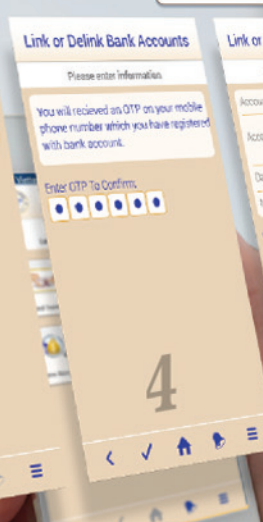 Link or Delink Bank Accounts
Please enter information
You will recieved an OTP on your mobile
phone number which you have registered
with bank account.
Enter OTP To Confirm:
4
Link or
Accou